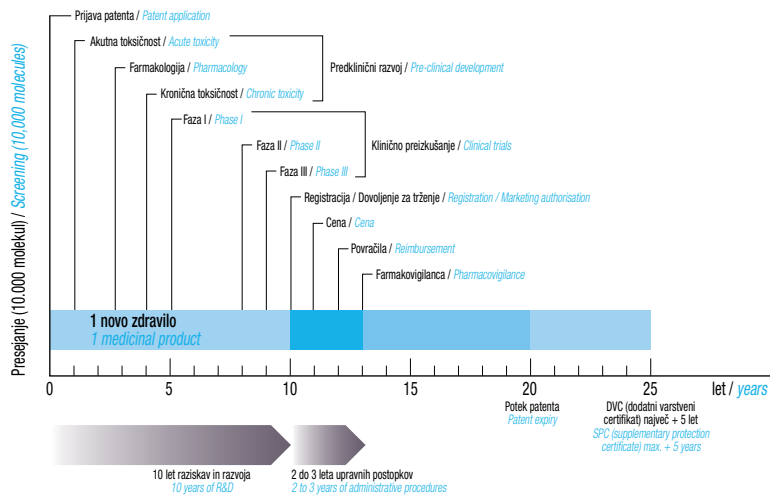 Prijava patenta / Patent application
Akutna toksičnost / Acute toxicity
Farmakologija / Pharmacology
Predklinični razvoj / Pre-clinical development
Kronična toksičnost / Chronic toxicity
Faza I / Phase I
Faza II / Phase II
Klinično preizkušanje / Clinical trials
Faza III / Phase III
Registracija / Dovoljenje za trženje / Registration / Marketing authorisation
Cena / Cena
Povračila / Reimbursement
Farmakovigilanca / Pharmacovigilance
Presejanje (10.000 molekul) / Screening (10,000 molecules)
1 novo zdravilo
1 medicinal product
0 5 10 15 20 25 let / years
Potek patenta
Patent expiry
DVC (dodatni varstveni
certifikat) največ + 5 let
SPC (supplementary protection
certificate) max. + 5 years
10 let raziskav in razvoja
10 years of R&D
2 do 3 leta upravnih postopkov
2 to 3 years of administrative procedures